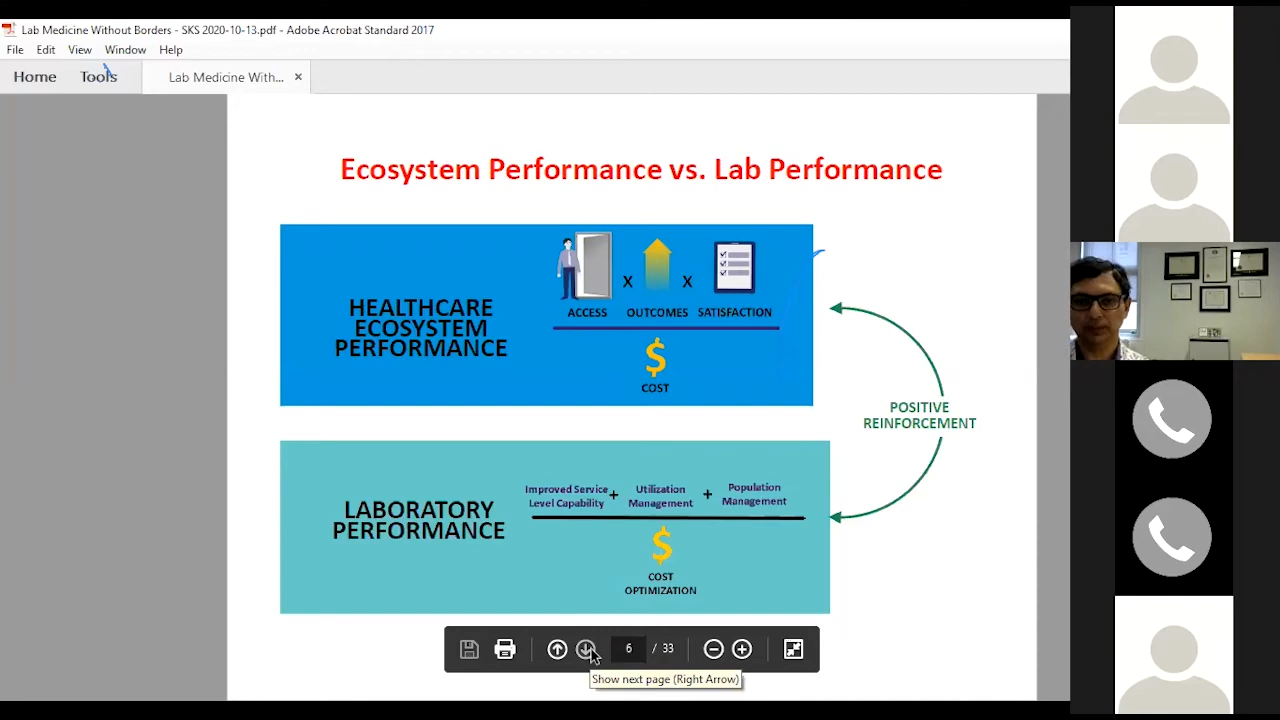 Lab Medicine Without Borders - SKS 2020-10-13.pdf - Adobe Acrobat Standard 2017
File Edit View Window Help
Home Tools Lab Medicine With... ×
Ecosystem Performance vs. Lab Performance
HEALTHCARE
ECOSYSTEM
PERFORMANCE
x x
ACCESS OUTCOMES SATISFACTION
$
COST
POSITIVE
REINFORCEMENT
LABORATORY
PERFORMANCE
Improved Service
Level Capability
+
Utilization
Management
+
Population
Management
$
COST
OPTIMIZATION
6 / 33
Show next page (Right Arrow)